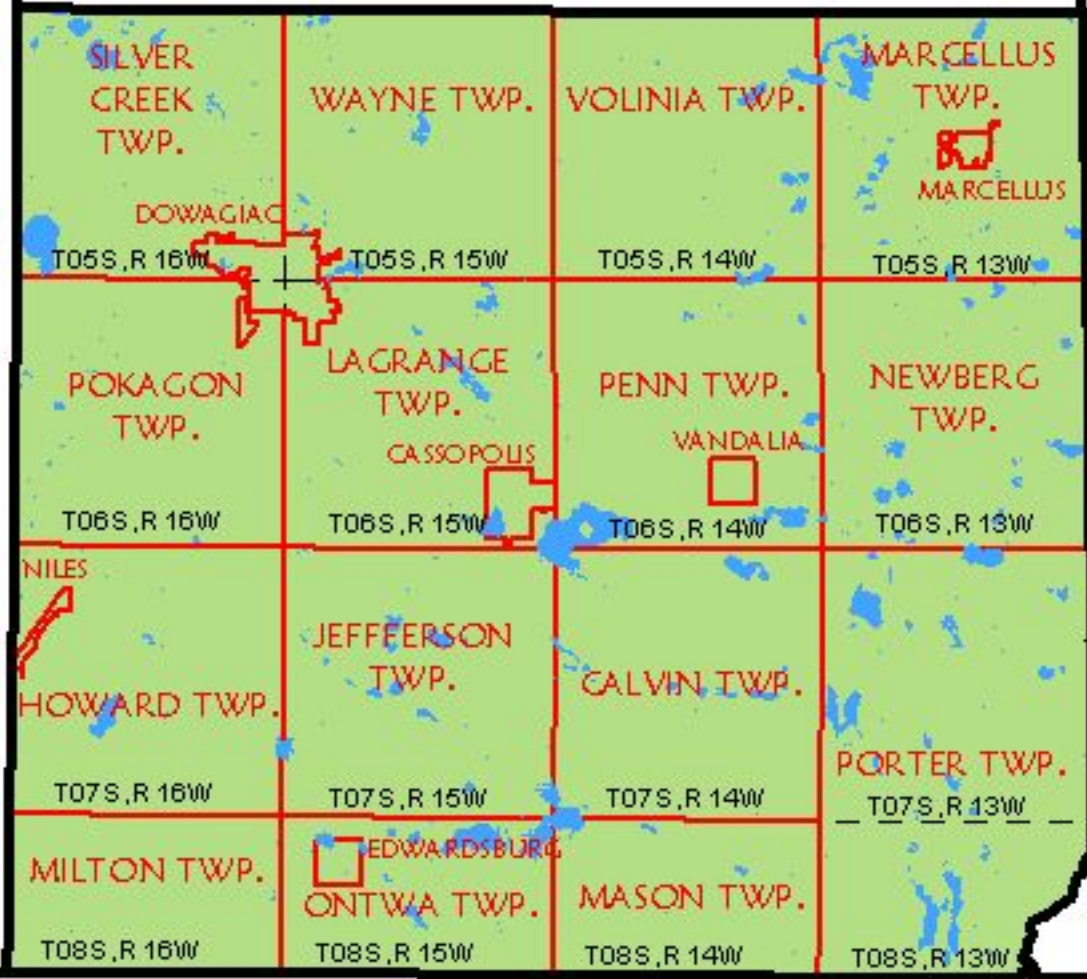 SILVER
CREEK
TWP.
WAYNE TWP.
VOLINIA TWP.
MARCELLUS
TWP.
MARCELLUS
DOWAGIAC
T05S,R 16W
T05S,R 15W
T05S,R 14W
T05S,R 13W
POKAGON
TWP.
LAGRANGE
TWP.
PENN TWP.
NEWBERG
TWP.
CASSOPOLIS
VANDALIA
T06S,R 16W
T06S,R 15W
T06S,R 14W
T06S,R 13W
NILES
HOWARD TWP.
JEFFFERSON
TWP.
CALVIN TWP.
PORTER TWP.
T07S,R 16W
T07S,R 15W
T07S,R 14W
T07S,R 13W
MILTON TWP.
EDWARDSBURG
ONTWA TWP.
MASON TWP.
T08S,R 16W
T08S,R 15W
T08S,R 14W
T08S,R 13W